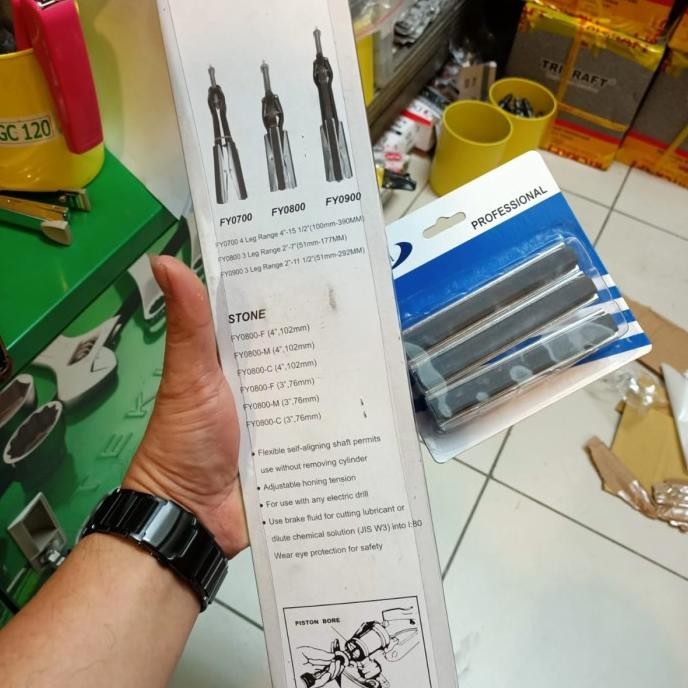 GC 120
TRICRAFT
FY0700
FY0800
FY0900
PROFESSIONAL
FY0700 4 Leg Range 4"-15 1/2"(100mm-390MM)
FY0800 3 Leg Range 2"-7"(51mm-177MM)
FY0900 3 Leg Range 2"-11 1/2"(51mm-292MM)
STONE
FY0800-F (4",102mm)
FY0800-M (4",102mm)
FY0800-C (4",102mm)
FY0800-F (3",76mm)
FY0800-M (3",76mm)
FY0800-C (3",76mm)
• Flexible self-aligning shaft permits
use without removing cylinder
• Adjustable honing tension
• For use with any electric drill
• Use brake fluid for cutting lubricant or
dilute chemical solution (JIS W3) into I:80
Wear eye protection for safety
PISTON BORE